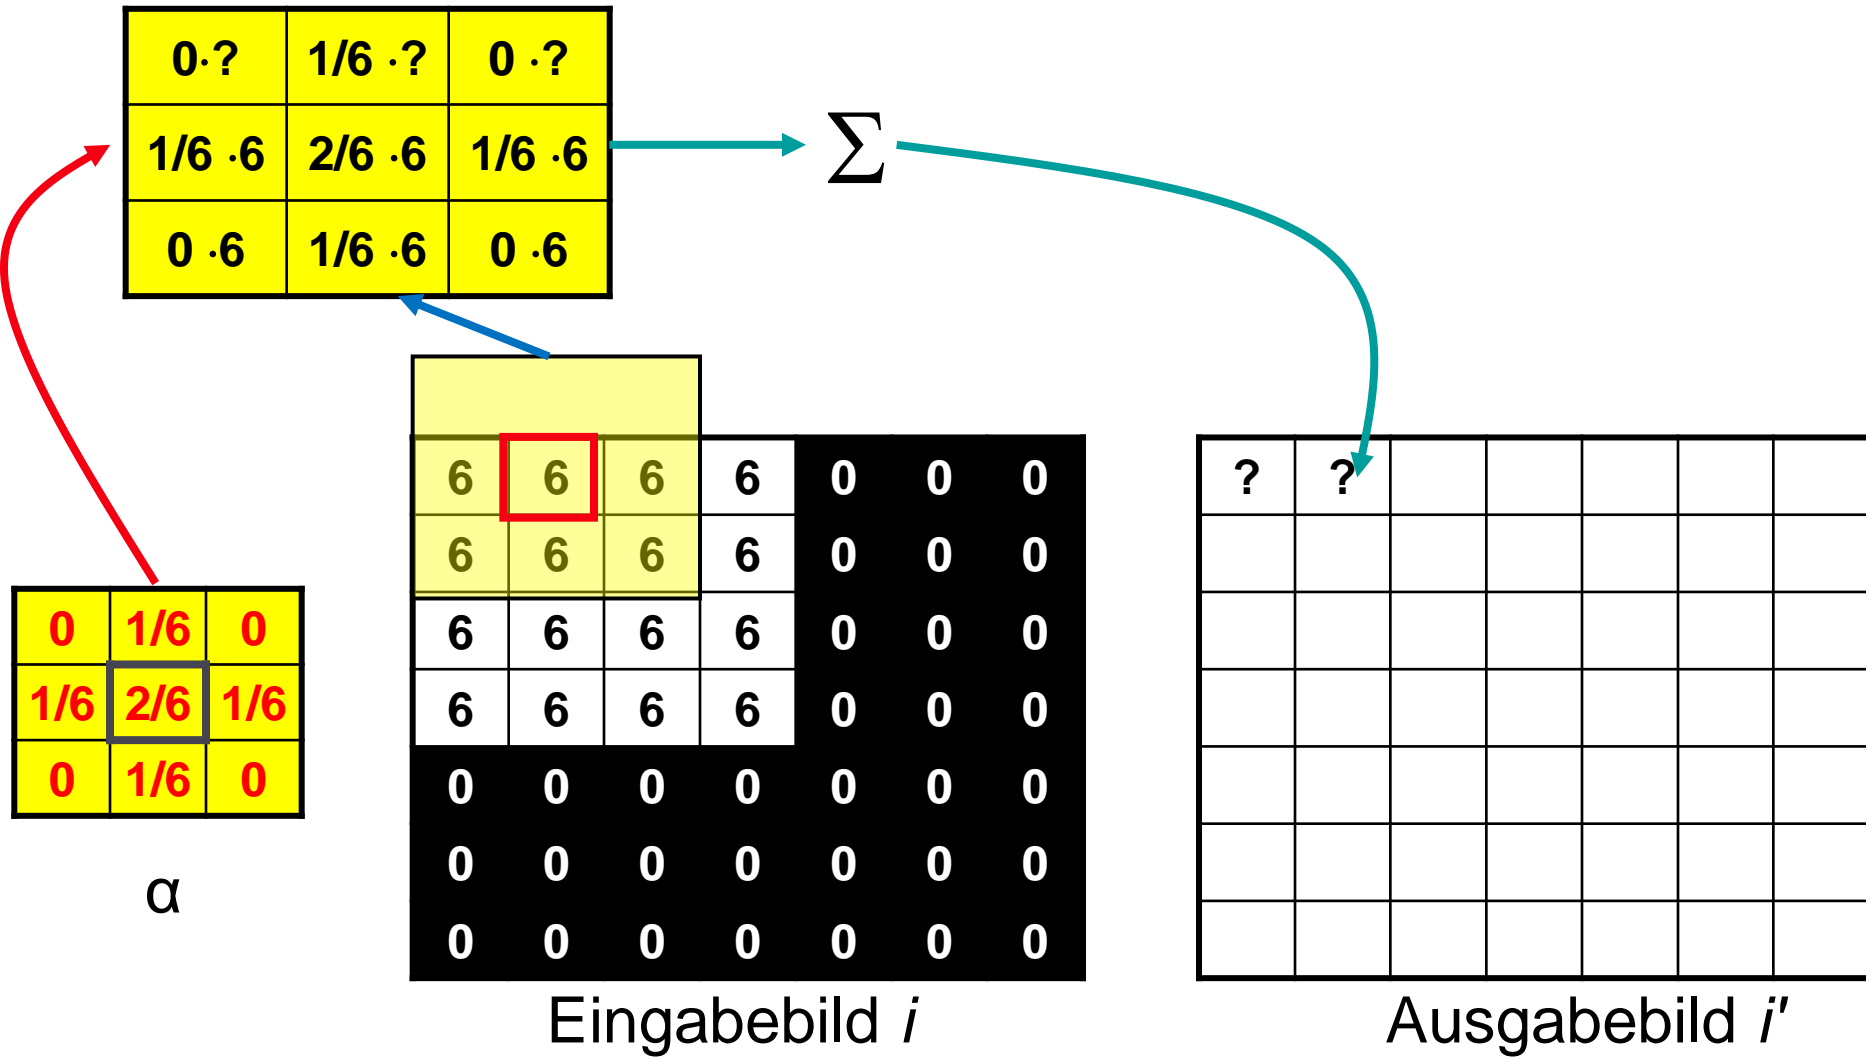 0·? 1/6 ·? 0 ·?
1/6 ·6 2/6 ·6 1/6 ·6
0 ·6 1/6 ·6 0 ·6
∑
0 1/6 0
1/6 2/6 1/6
0 1/6 0
α
6 6 6 6 0 0 0
6 6 6 6 0 0 0
6 6 6 6 0 0 0
6 6 6 6 0 0 0
0 0 0 0 0 0 0
0 0 0 0 0 0 0
0 0 0 0 0 0 0
Eingabebild i
? ?
Ausgabebild i'